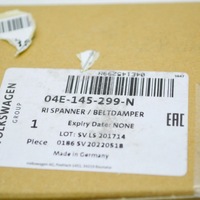 04E-145-299-N
RI SPANNER / BELTDAMPER
Expiry Date: NONE
1
LOT: SV LS 201714
Piece 0186 SV 20220518
Made in Germany
VOLKSWAGEN
GROUP
EAC